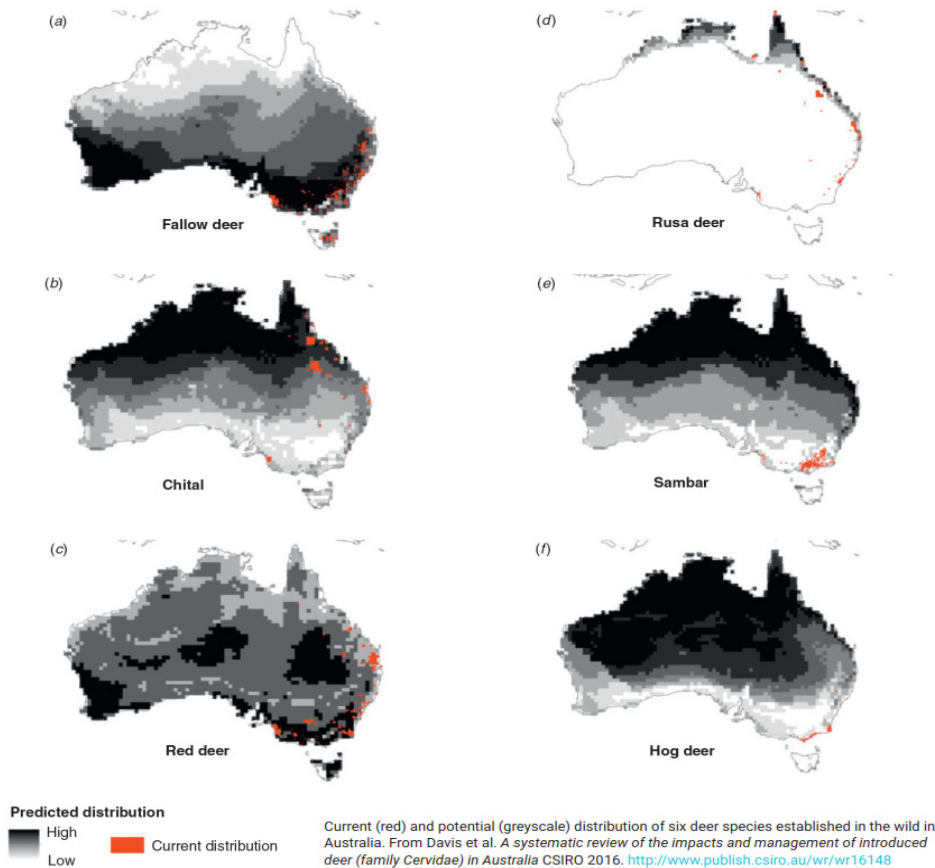 (a)
Fallow deer
(d)
Rusa deer
(b)
Chital
(e)
Sambar
(c)
Red deer
(f)
Hog deer
Predicted distribution
High
Low
Current distribution
Current (red) and potential (greyscale) distribution of six deer species established in the wild in
Australia. From Davis et al. A systematic review of the impacts and management of introduced
deer (family Cervidae) in Australia CSIRO 2016. http://www.publish.csiro.au/wr/wr16148